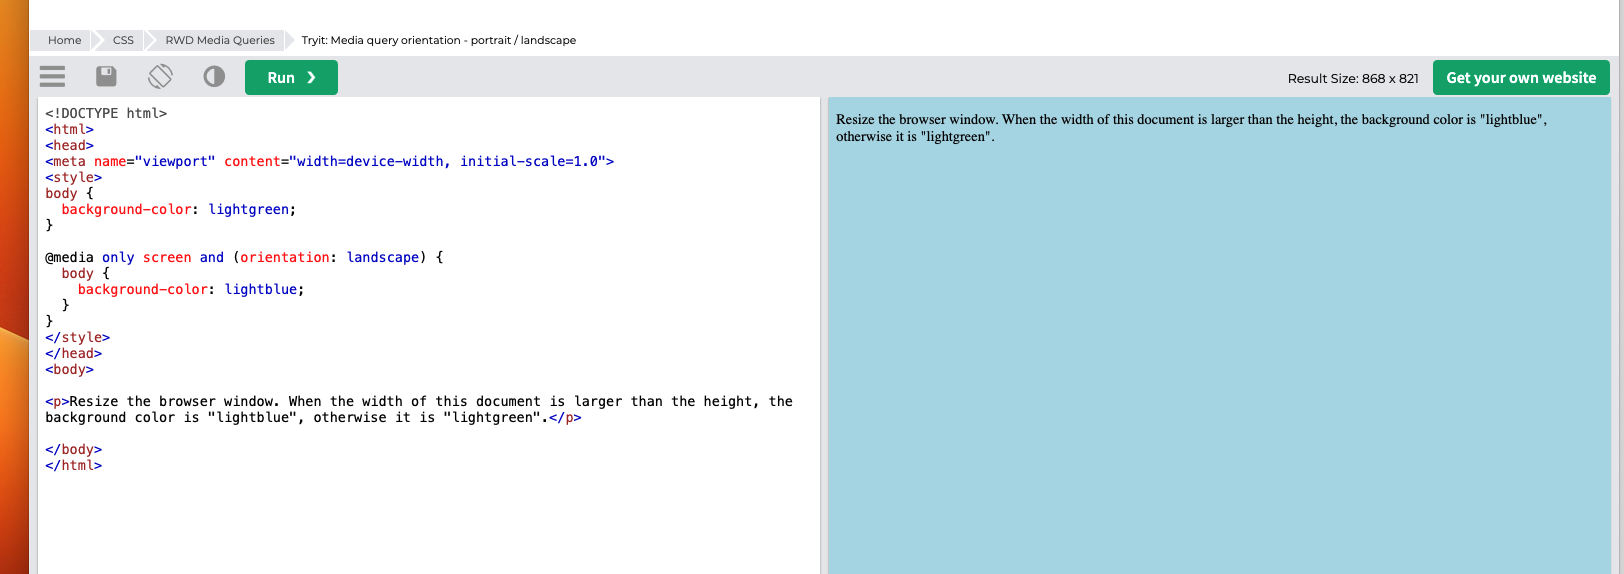 Home CSS RWD Media Queries Tryit: Media query orientation - portrait / landscape
Run ❯
Result Size: 868 x 821
Get your own website
<!DOCTYPE html>
<html>
<head>
<meta name="viewport" content="width=device-width, initial-scale=1.0">
<style>
body {
  background-color: lightgreen;
}

@media only screen and (orientation: landscape) {
  body {
    background-color: lightblue;
  }
}
</style>
</head>
<body>

<p>Resize the browser window. When the width of this document is larger than the height, the
background color is "lightblue", otherwise it is "lightgreen".</p>

</body>
</html>
Resize the browser window. When the width of this document is larger than the height, the background color is "lightblue",
otherwise it is "lightgreen".